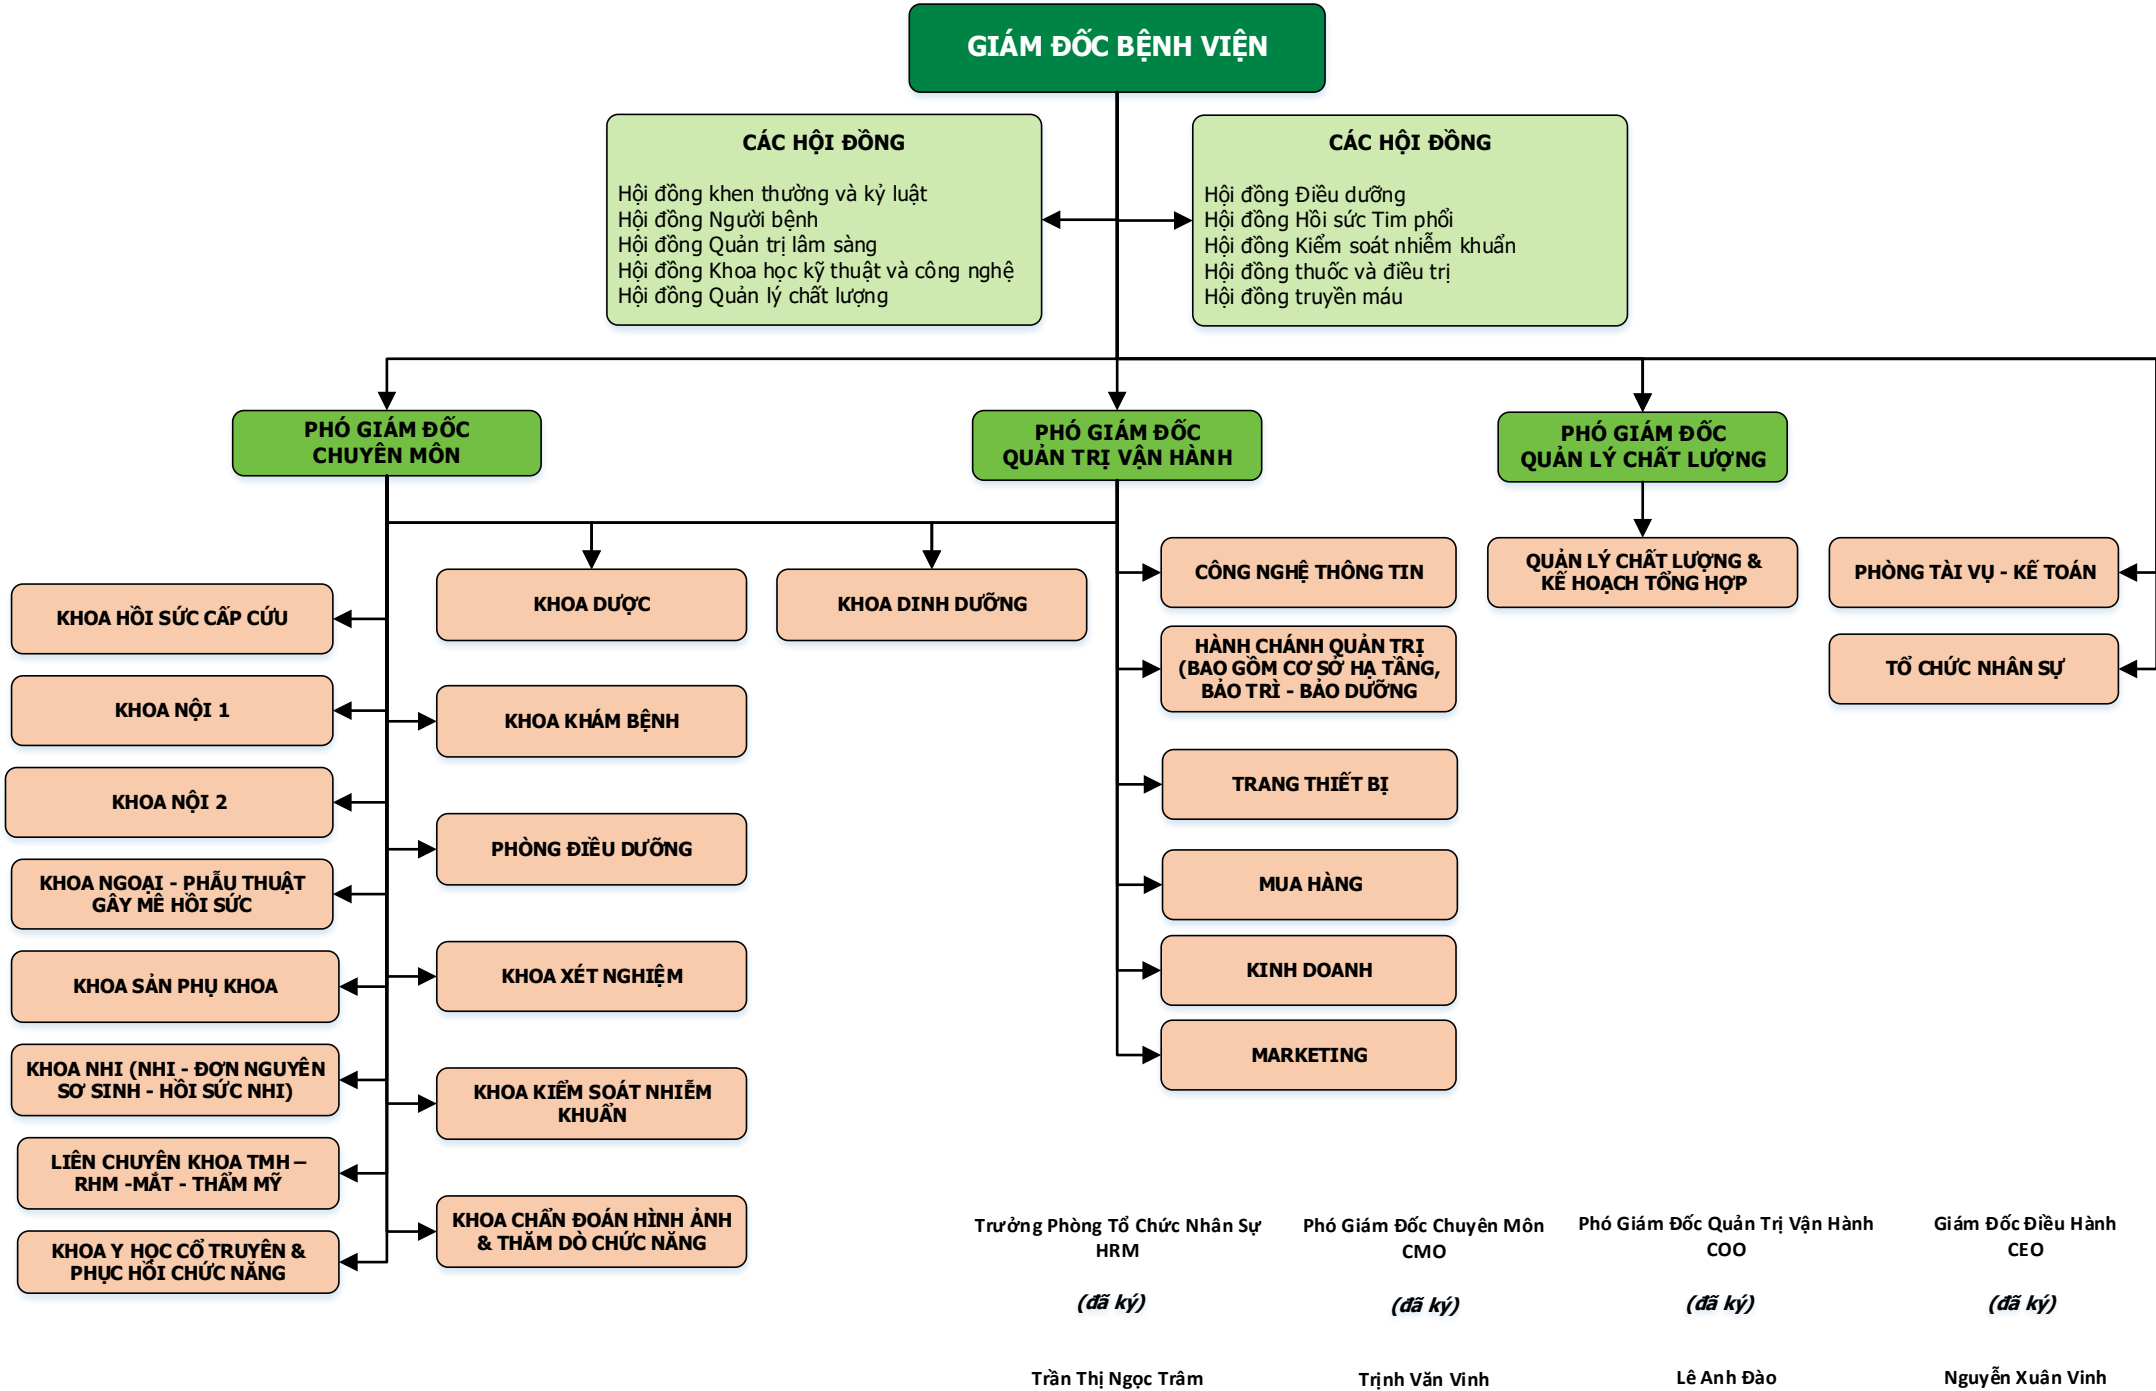 GIÁM ĐỐC BỆNH VIỆN
CÁC HỘI ĐỒNG
Hội đồng khen thường và kỷ luật
Hội đồng Người bệnh
Hội đồng Quản trị lâm sàng
Hội đồng Khoa học kỹ thuật và công nghệ
Hội đồng Quản lý chất lượng
CÁC HỘI ĐỒNG
Hội đồng Điều dưỡng
Hội đồng Hồi sức Tim phổi
Hội đồng Kiểm soát nhiễm khuẩn
Hội đồng thuốc và điều trị
Hội đồng truyền máu
PHÓ GIÁM ĐỐC
CHUYÊN MÔN
PHÓ GIÁM ĐỐC
QUẢN TRỊ VẬN HÀNH
PHÓ GIÁM ĐỐC
QUẢN LÝ CHẤT LƯỢNG
KHOA HỒI SỨC CẤP CỨU
KHOA NỘI 1
KHOA NỘI 2
KHOA NGOẠI - PHẪU THUẬT
GÂY MÊ HỒI SỨC
KHOA SẢN PHỤ KHOA
KHOA NHI (NHI - ĐƠN NGUYÊN
SƠ SINH - HỒI SỨC NHI)
LIÊN CHUYÊN KHOA TMH –
RHM -MẮT - THẨM MỸ
KHOA Y HỌC CỔ TRUYỀN &
PHỤC HỒI CHỨC NĂNG
KHOA DƯỢC
KHOA KHÁM BỆNH
PHÒNG ĐIỀU DƯỠNG
KHOA XÉT NGHIỆM
KHOA KIỂM SOÁT NHIỄM
KHUẨN
KHOA CHẨN ĐOÁN HÌNH ẢNH
& THĂM DÒ CHỨC NĂNG
KHOA DINH DƯỠNG
CÔNG NGHỆ THÔNG TIN
HÀNH CHÁNH QUẢN TRỊ
(BAO GỒM CƠ SỞ HẠ TẦNG,
BẢO TRÌ - BẢO DƯỠNG
TRANG THIẾT BỊ
MUA HÀNG
KINH DOANH
MARKETING
QUẢN LÝ CHẤT LƯỢNG &
KẾ HOẠCH TỔNG HỢP
PHÒNG TÀI VỤ - KẾ TOÁN
TỔ CHỨC NHÂN SỰ
Trưởng Phòng Tổ Chức Nhân Sự
HRM
(đã ký)
Trần Thị Ngọc Trâm
Phó Giám Đốc Chuyên Môn
CMO
(đã ký)
Trịnh Văn Vinh
Phó Giám Đốc Quản Trị Vận Hành
COO
(đã ký)
Lê Anh Đào
Giám Đốc Điều Hành
CEO
(đã ký)
Nguyễn Xuân Vinh